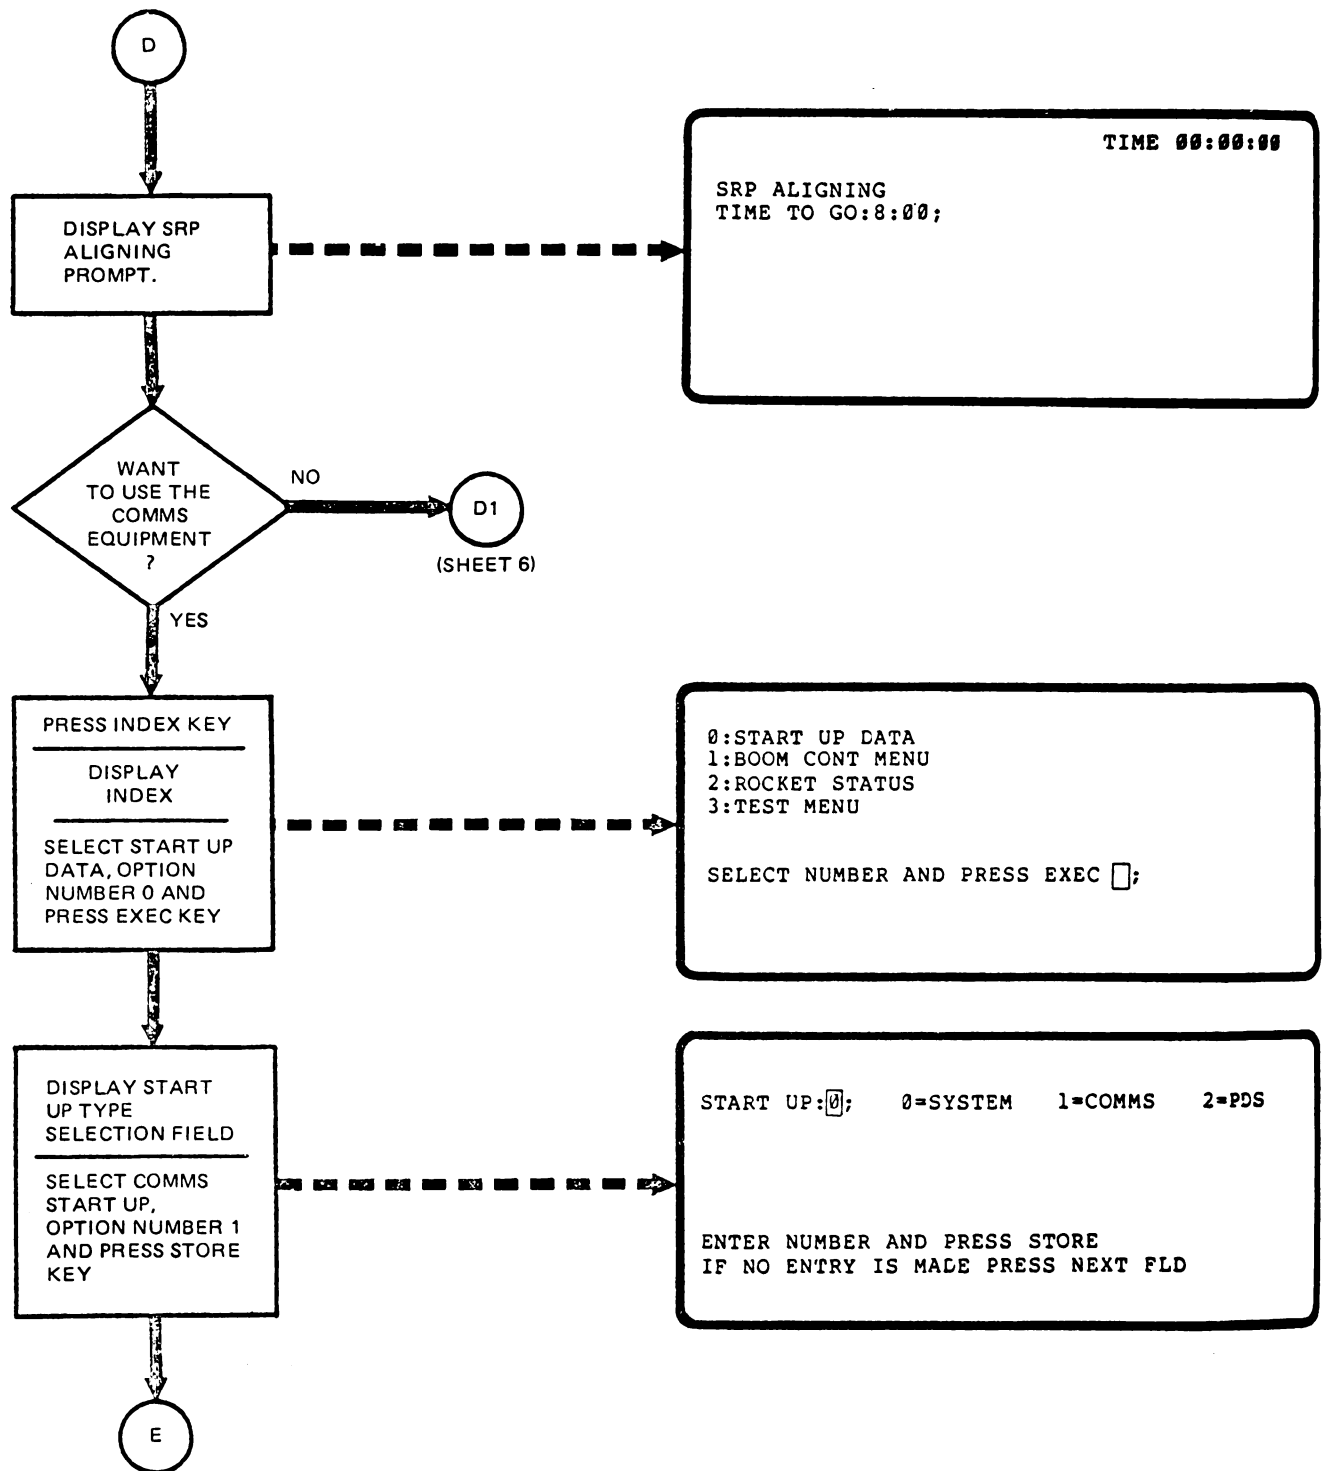 D
DISPLAY SRP
ALIGNING
PROMPT.
TIME 00:00:00
SRP ALIGNING
TIME TO GO:8:00;
WANT
TO USE THE
COMMS
EQUIPMENT
?
NO
D1
(SHEET 6)
YES
PRESS INDEX KEY
DISPLAY
INDEX
SELECT START UP
DATA, OPTION
NUMBER 0 AND
PRESS EXEC KEY
0:START UP DATA
1:BOOM CONT MENU
2:ROCKET STATUS
3:TEST MENU
SELECT NUMBER AND PRESS EXEC ;
DISPLAY START
UP TYPE
SELECTION FIELD
SELECT COMMS
START UP,
OPTION NUMBER 1
AND PRESS STORE
KEY
START UP:0; 0=SYSTEM 1=COMMS 2=PDS
ENTER NUMBER AND PRESS STORE
IF NO ENTRY IS MADE PRESS NEXT FLD
E